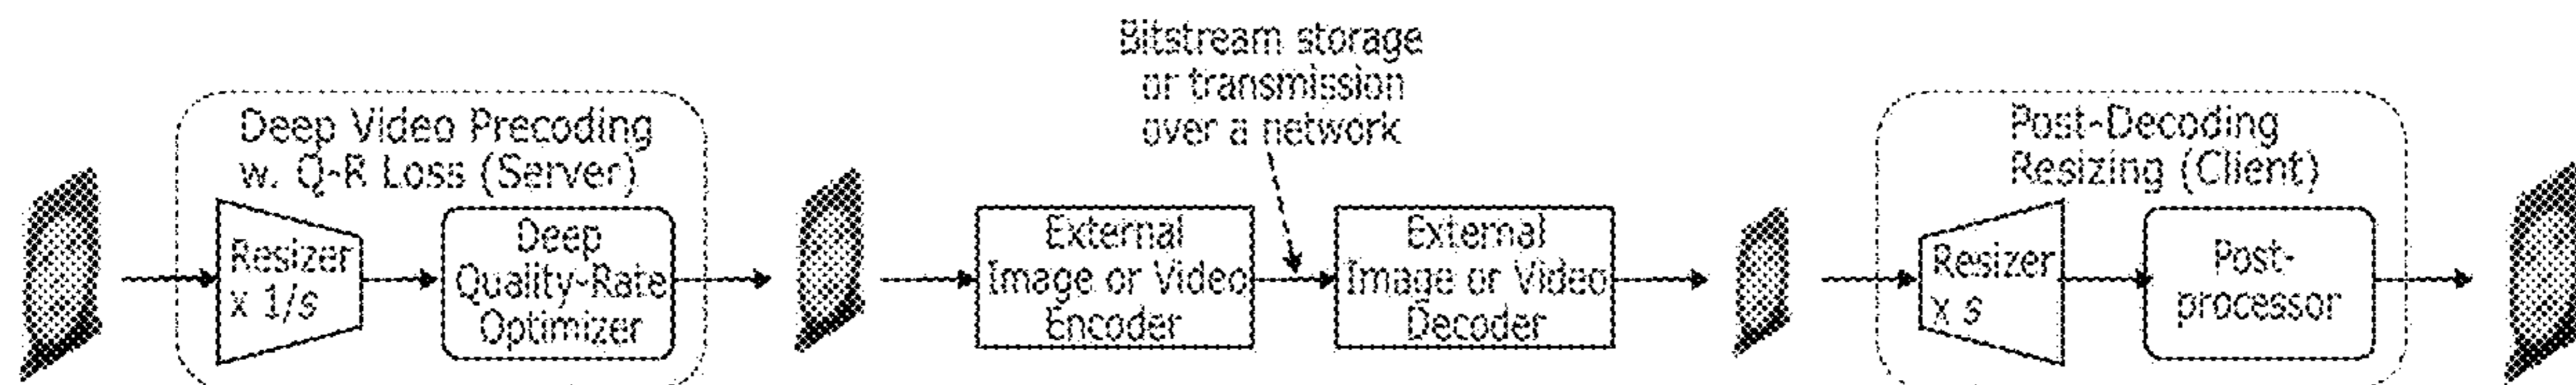 Deep Video Precoding
w. Q-R Loss (Server)
Resizer
x 1/s
Deep
Quality-Rate
Optimizer
Bitstream storage
or transmission
over a network
External
Image or Video
Encoder
External
Image or Video
Decoder
Post-Decoding
Resizing (Client)
Resizer
x s
Post-
processor